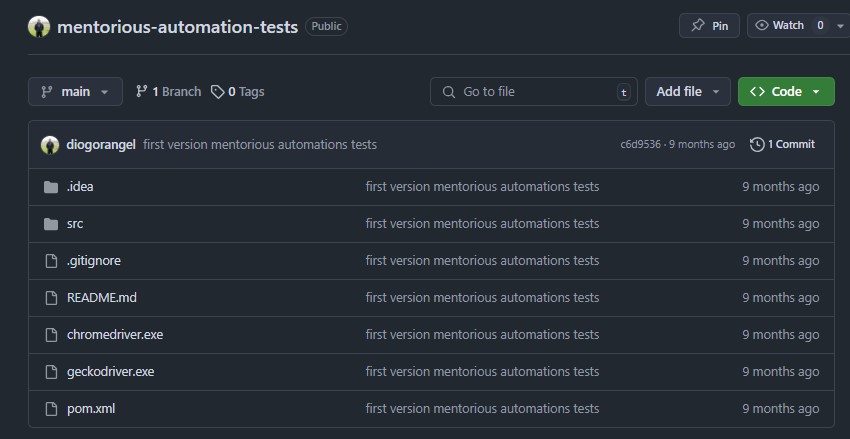 mentorious-automation-tests Public Pin Watch 0
main 1 Branch 0 Tags Go to file t Add file Code
diogorangel first version mentorious automations tests c6d9536 · 9 months ago 1 Commit
.idea first version mentorious automations tests 9 months ago
src first version mentorious automations tests 9 months ago
.gitignore first version mentorious automations tests 9 months ago
README.md first version mentorious automations tests 9 months ago
chromedriver.exe first version mentorious automations tests 9 months ago
geckodriver.exe first version mentorious automations tests 9 months ago
pom.xml first version mentorious automations tests 9 months ago